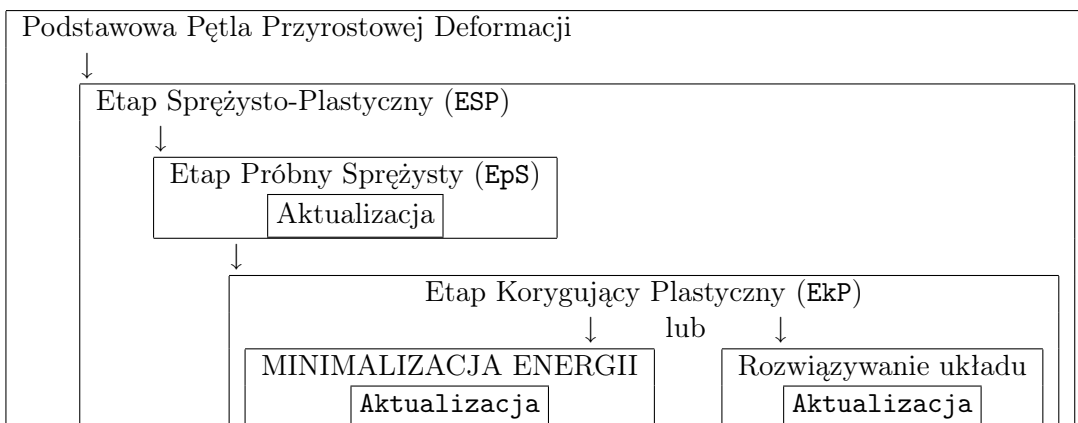 Podstawowa Pętla Przyrostowej Deformacji
↓
Etap Sprężysto-Plastyczny (ESP)
↓
Etap Próbny Sprężysty (EpS)
Aktualizacja
↓
Etap Korygujący Plastyczny (EkP)
↓ lub ↓
MINIMALIZACJA ENERGII Rozwiązywanie układu
Aktualizacja Aktualizacja